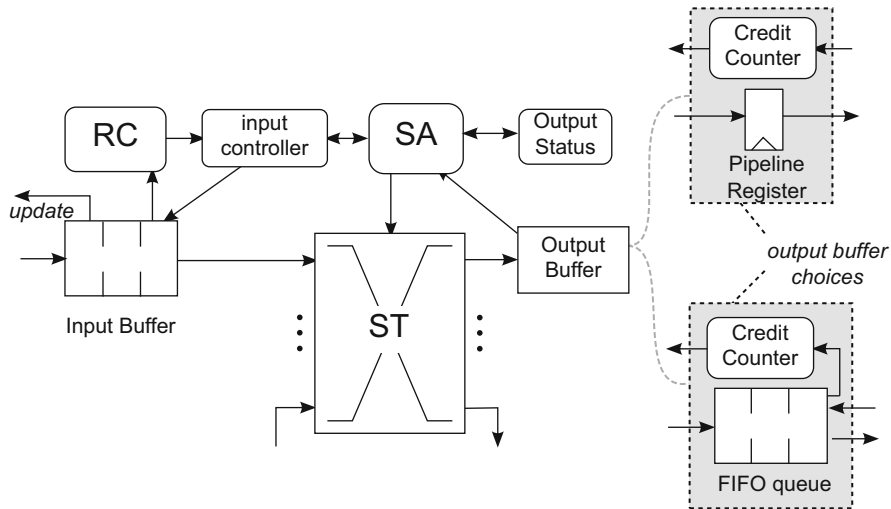 Credit
Counter
Pipeline
Register
RC
input
controller
SA
Output
Status
update
Input Buffer
ST
Output
Buffer
output buffer
choices
Credit
Counter
FIFO queue